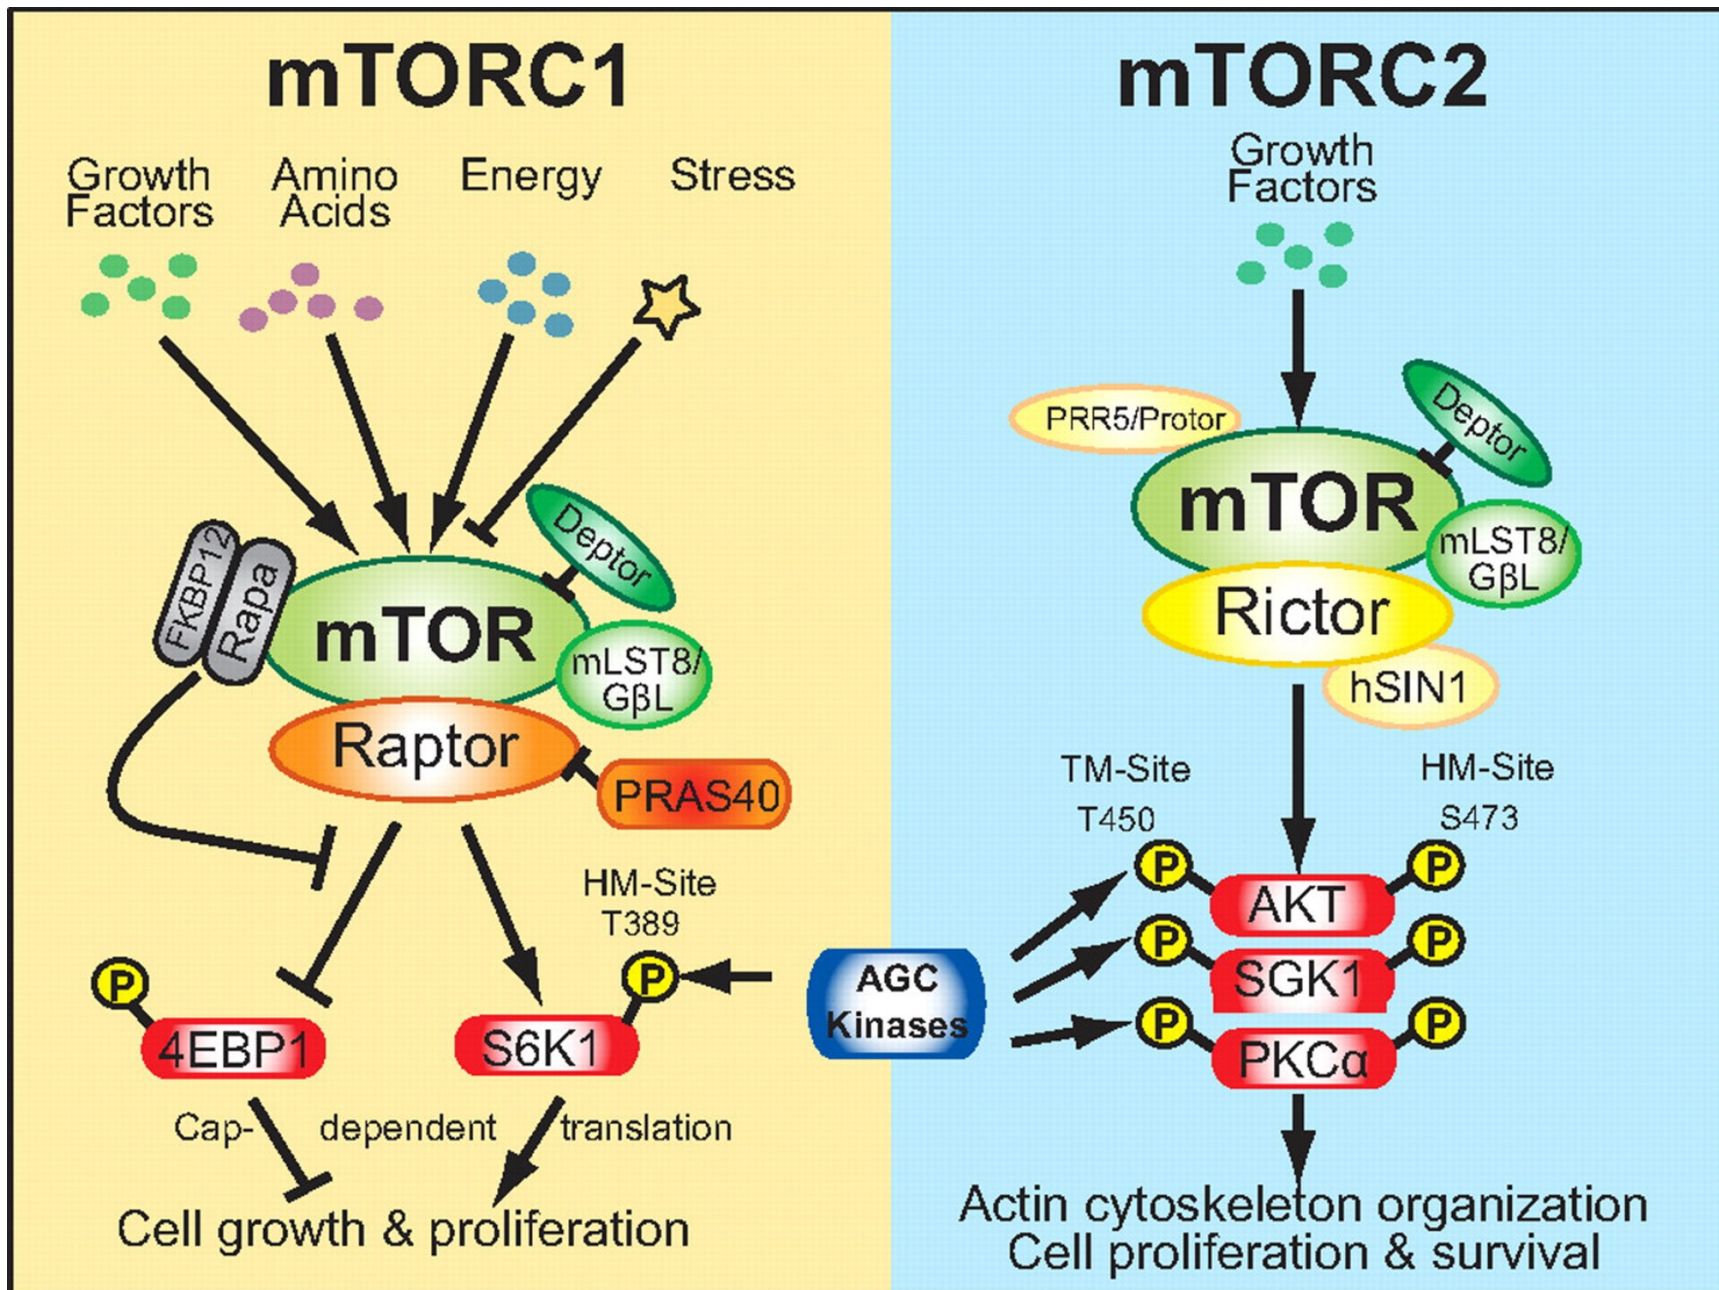 mTORC1
Growth
Factors
Amino
Acids
Energy
Stress
FKBP12
Rapa
Deptor
mTOR
mLST8/
GβL
Raptor
PRAS40
HM-Site
T389
P
P
4EBP1
S6K1
Cap- dependent translation
Cell growth & proliferation
AGC
Kinases
mTORC2
Growth
Factors
PRR5/Protor
Deptor
mTOR
mLST8/
GβL
Rictor
hSIN1
TM-Site
T450
HM-Site
S473
P AKT P
P SGK1 P
P PKCα P
Actin cytoskeleton organization
Cell proliferation & survival